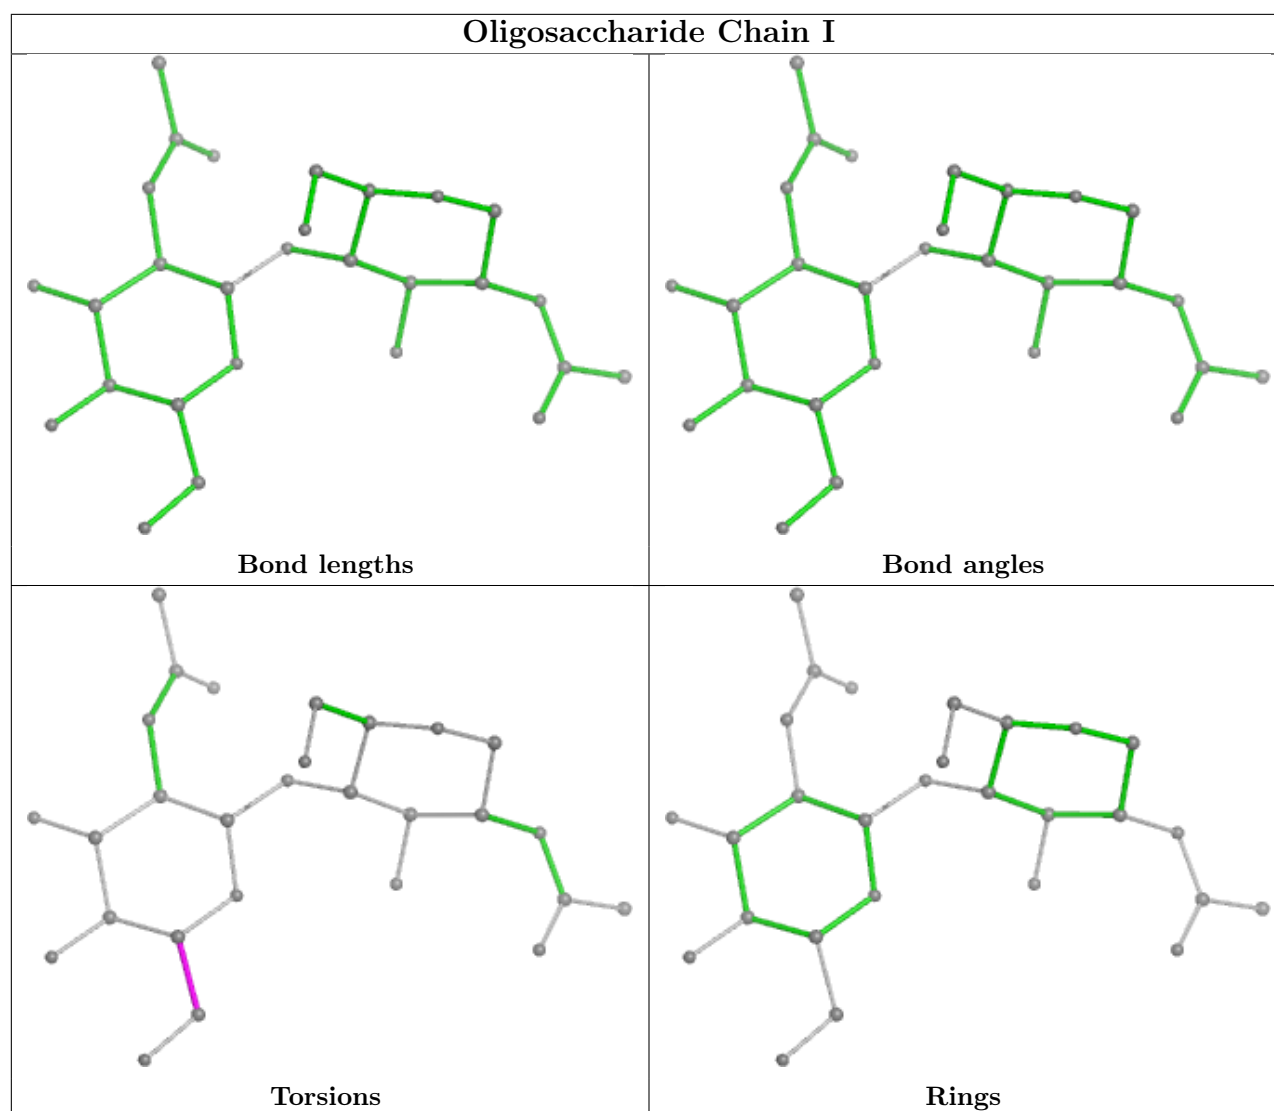 Oligosaccharide Chain I
Bond lengths
Bond angles
Torsions
Rings